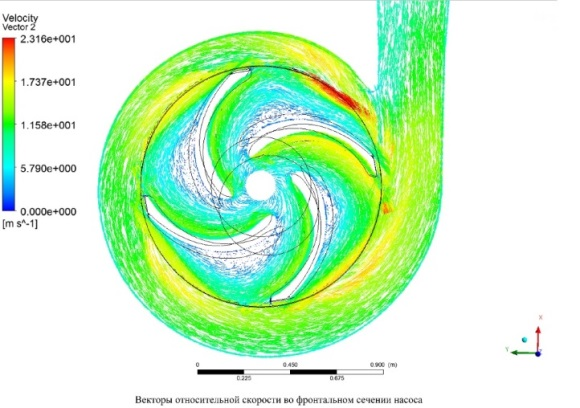 Velocity
Vector 2
2.316e+001
1.737e+001
1.158e+001
5.790e+000
0.000e+000
[m s^-1]
X
Y
0 0.450 0.900 (m)
0.225 0.675
Векторы относительной скорости во фронтальном сечении насоса